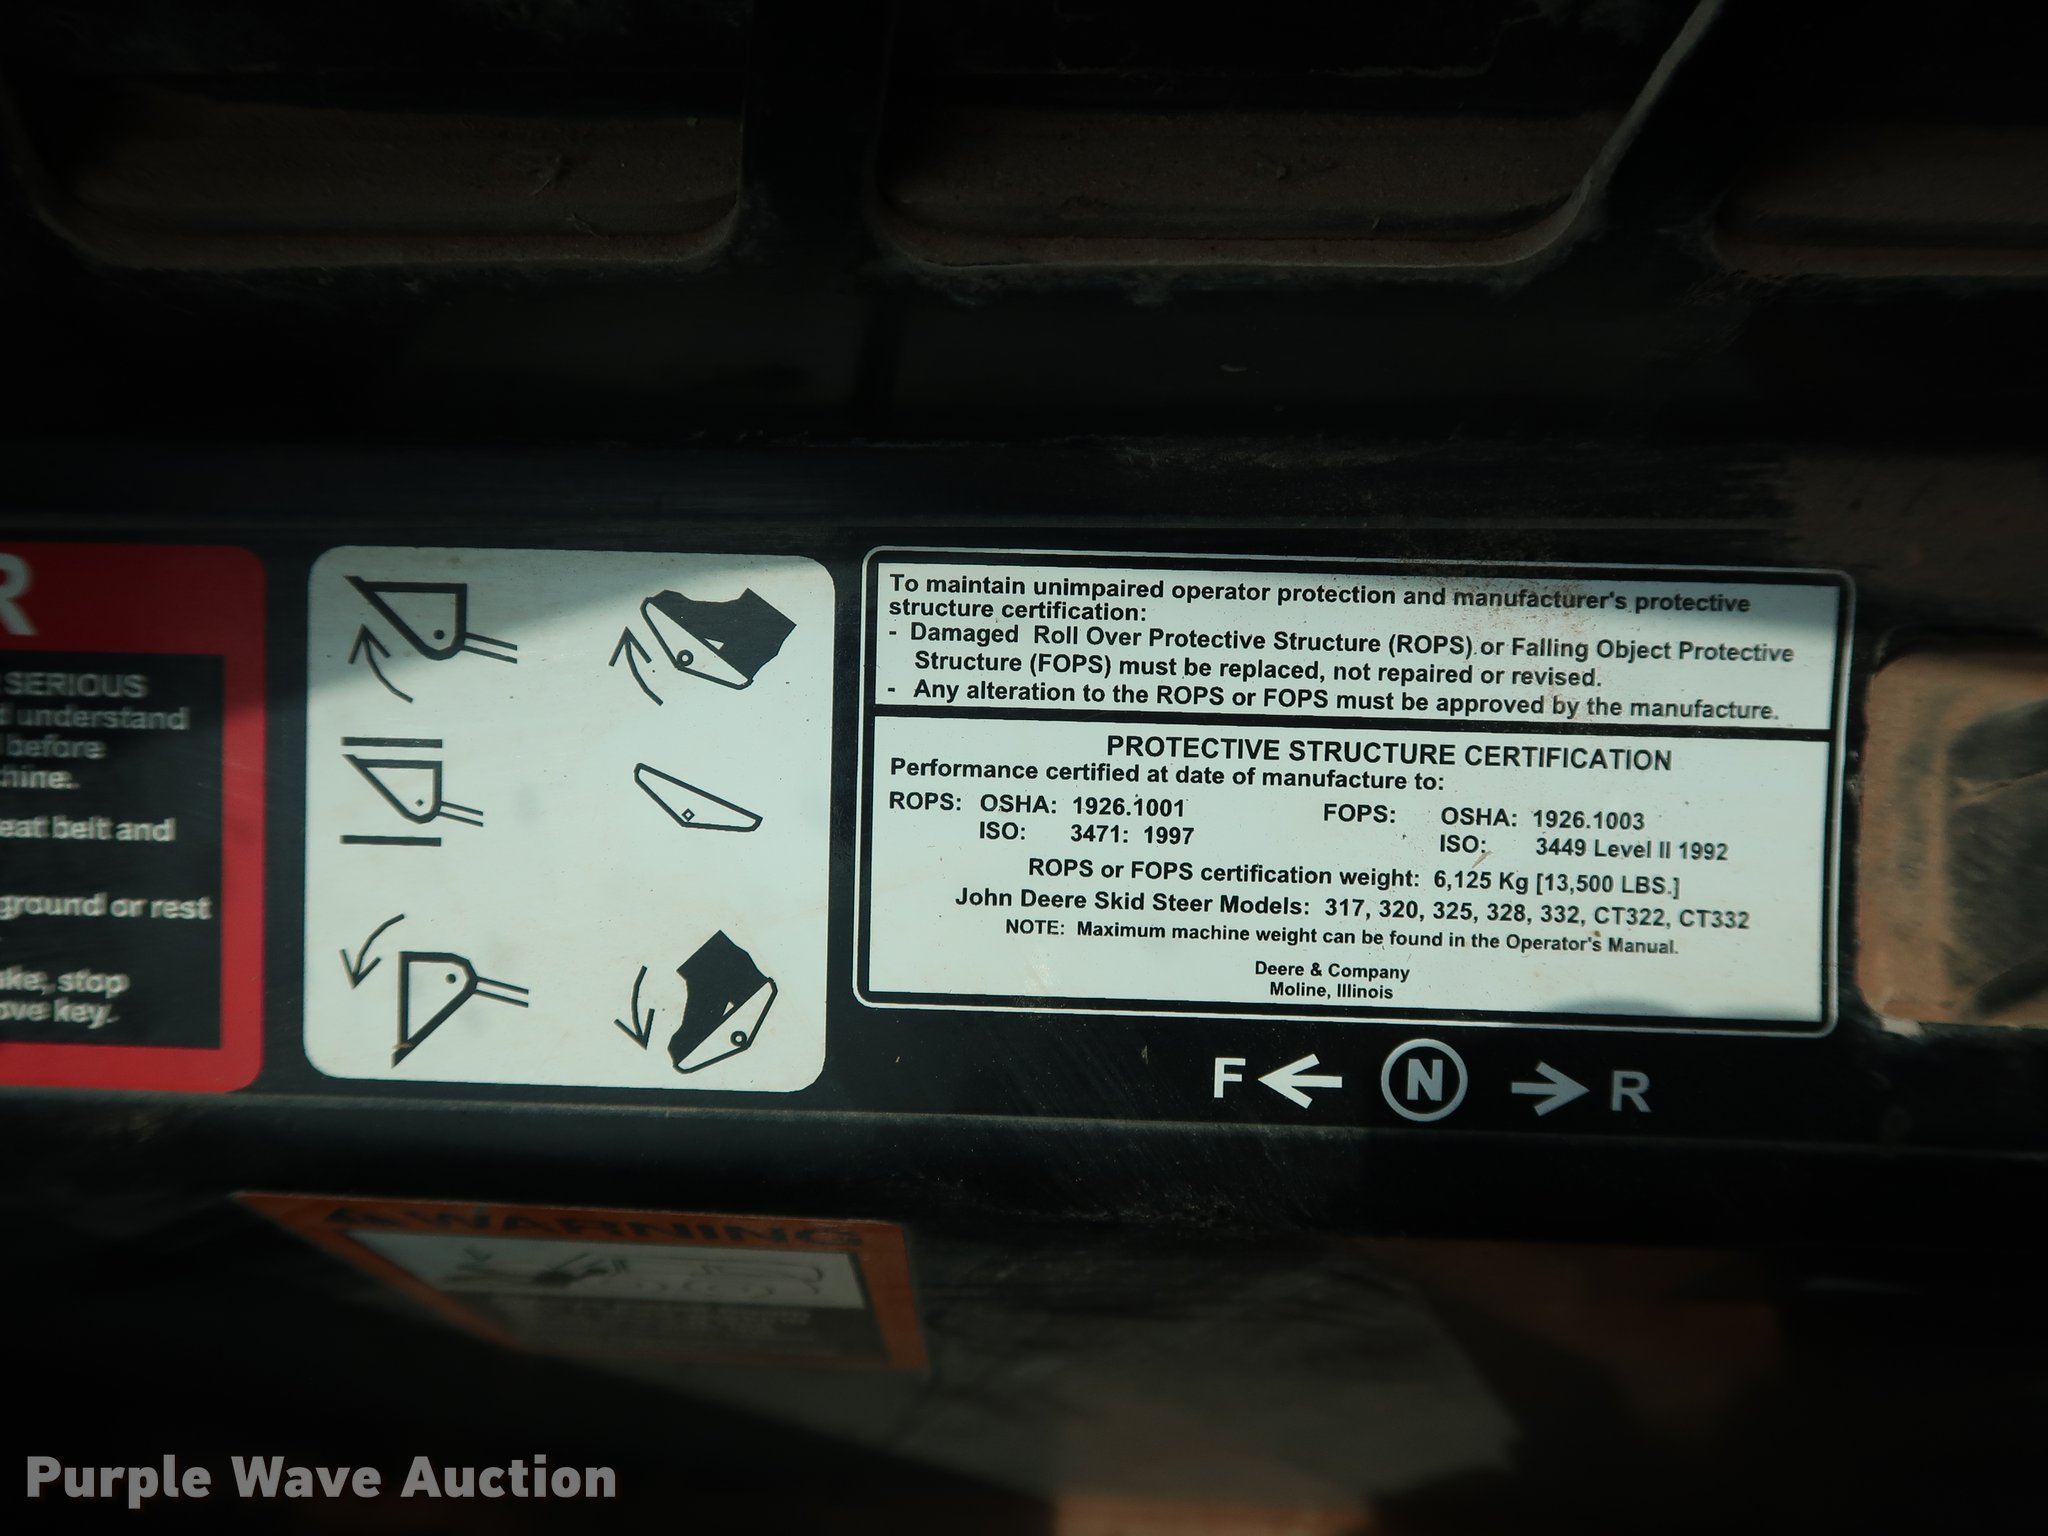 R
SERIOUS
understand
before
eat belt and
ground or rest
stop
key.
To maintain unimpaired operator protection and manufacturer's protective
structure certification:
- Damaged Roll Over Protective Structure (ROPS) or Falling Object Protective
Structure (FOPS) must be replaced, not repaired or revised.
- Any alteration to the ROPS or FOPS must be approved by the manufacture.
PROTECTIVE STRUCTURE CERTIFICATION
Performance certified at date of manufacture to:
ROPS: OSHA: 1926.1001 FOPS: OSHA: 1926.1003
ISO: 3471: 1997 ISO: 3449 Level II 1992
ROPS or FOPS certification weight: 6,125 Kg [13,500 LBS.]
John Deere Skid Steer Models: 317, 320, 325, 328, 332, CT322, CT332
NOTE: Maximum machine weight can be found in the Operator's Manual.
Deere & Company
Moline, Illinois
F N R
WARNING
Purple Wave Auction